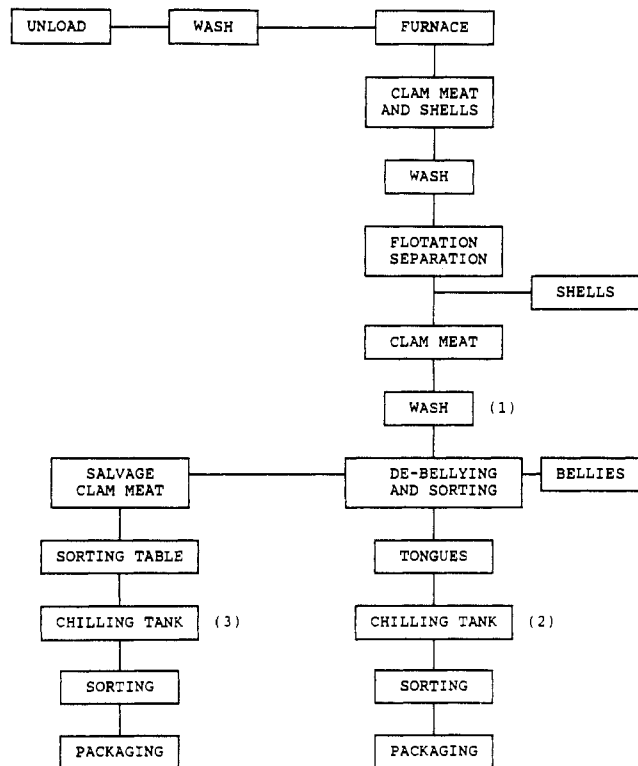 UNLOAD
WASH
FURNACE
CLAM MEAT
AND SHELLS
WASH
FLOTATION
SEPARATION
SHELLS
CLAM MEAT
WASH (1)
SALVAGE
CLAM MEAT
DE-BELLYING
AND SORTING
BELLIES
SORTING TABLE
TONGUES
CHILLING TANK (3)
CHILLING TANK (2)
SORTING
SORTING
PACKAGING
PACKAGING